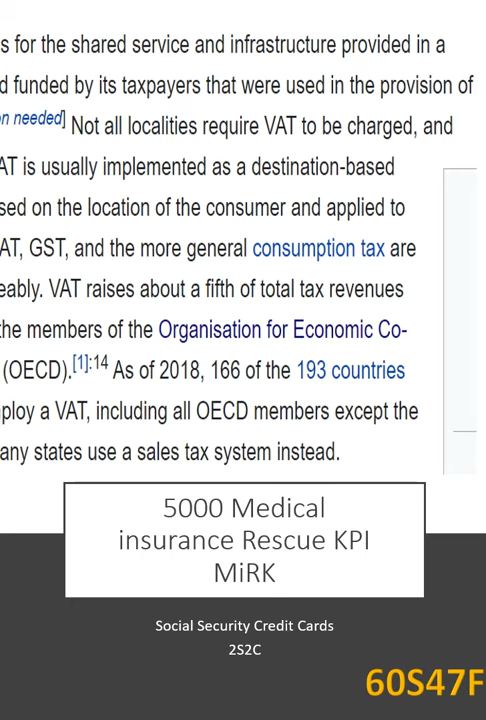 s for the shared service and infrastructure provided in a
d funded by its taxpayers that were used in the provision of
on needed] Not all localities require VAT to be charged, and
AT is usually implemented as a destination-based
sed on the location of the consumer and applied to
AT, GST, and the more general consumption tax are
eably. VAT raises about a fifth of total tax revenues
the members of the Organisation for Economic Co-
(OECD).[1]:14 As of 2018, 166 of the 193 countries
mploy a VAT, including all OECD members except the
any states use a sales tax system instead.
5000 Medical
insurance Rescue KPI
MiRK
Social Security Credit Cards
2S2C
60S47F